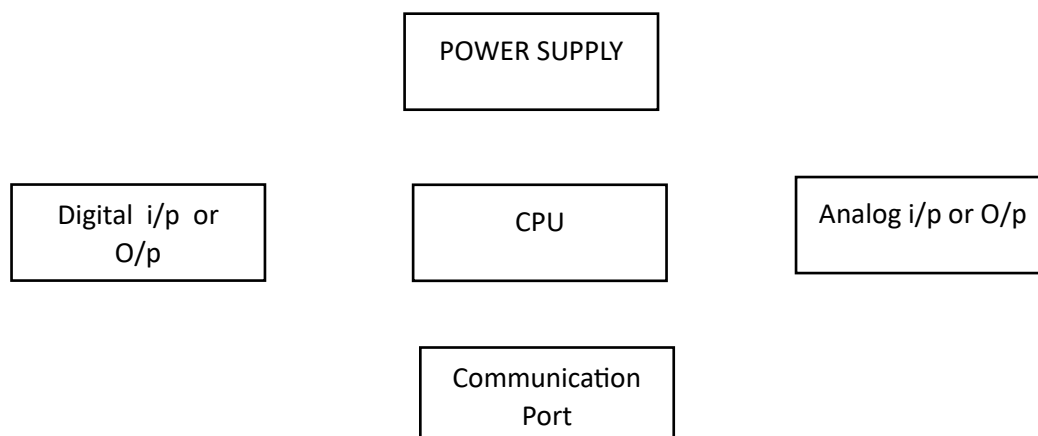 POWER SUPPLY
Digital i/p or
O/p
CPU
Analog i/p or O/p
Communication
Port